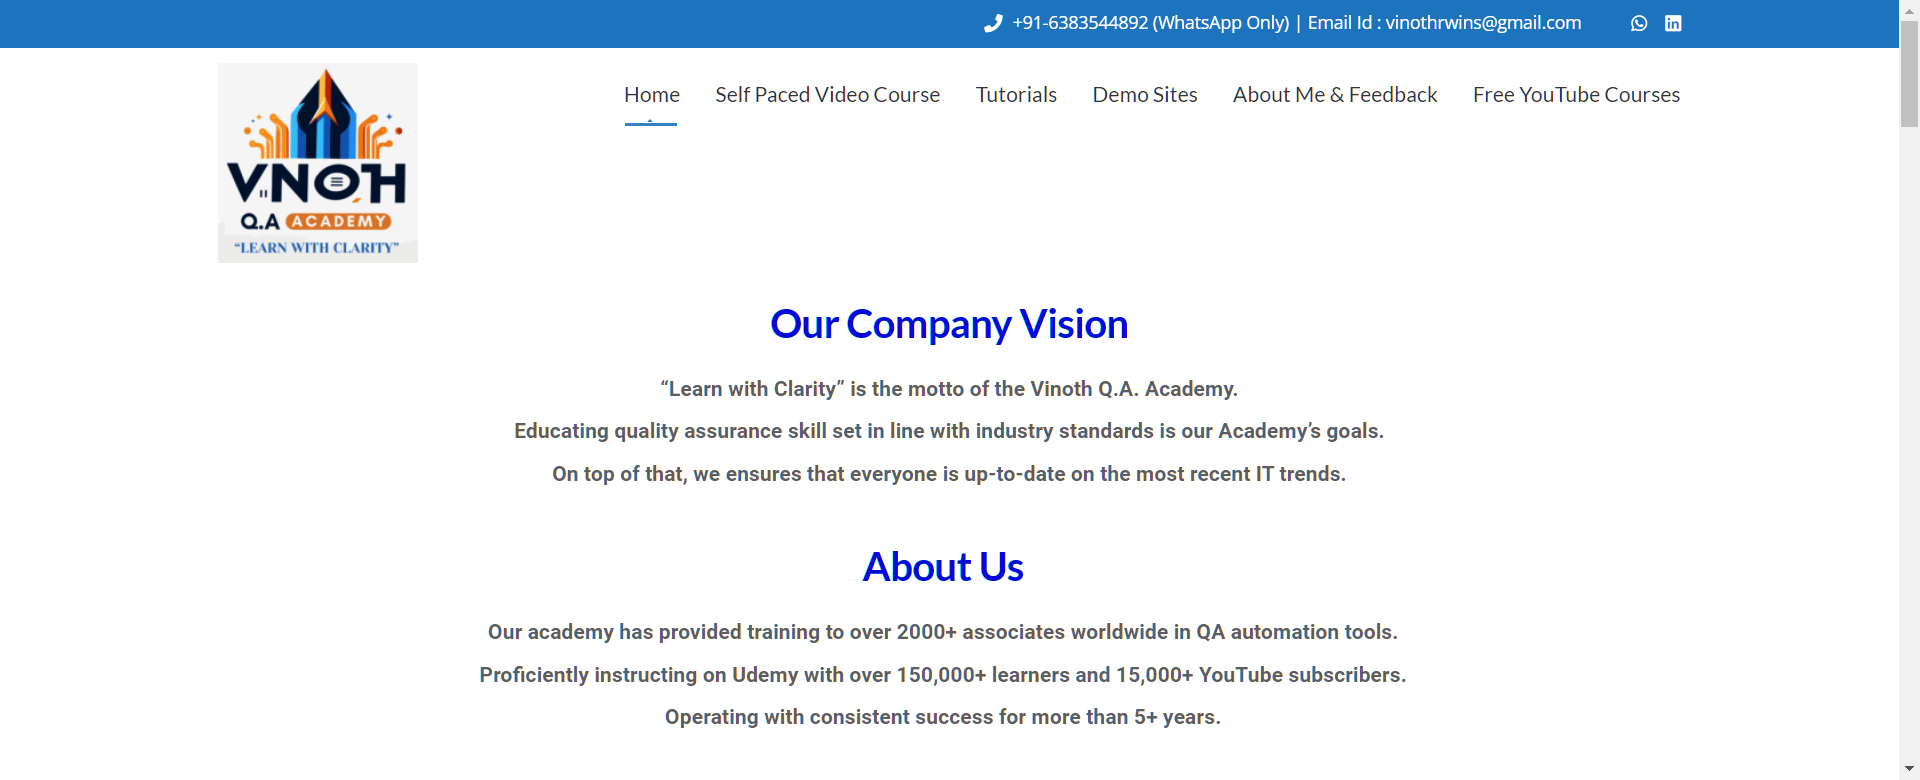 +91-6383544892 (WhatsApp Only) | Email Id : vinothrwins@gmail.com
Home Self Paced Video Course Tutorials Demo Sites About Me & Feedback Free YouTube Courses
ViNOTH
Q.A ACADEMY
“LEARN WITH CLARITY”
Our Company Vision
“Learn with Clarity” is the motto of the Vinoth Q.A. Academy.
Educating quality assurance skill set in line with industry standards is our Academy’s goals.
On top of that, we ensures that everyone is up-to-date on the most recent IT trends.
About Us
Our academy has provided training to over 2000+ associates worldwide in QA automation tools.
Proficiently instructing on Udemy with over 150,000+ learners and 15,000+ YouTube subscribers.
Operating with consistent success for more than 5+ years.